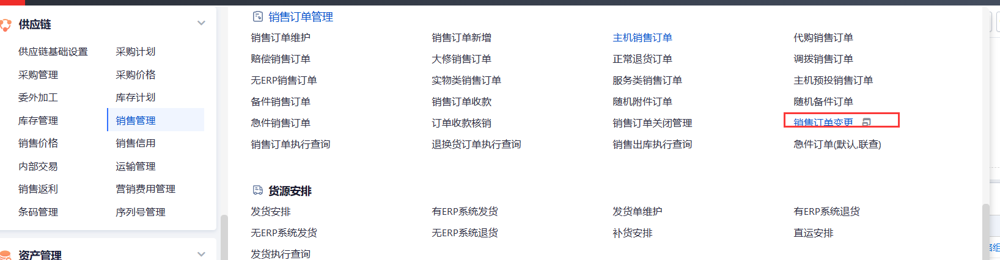 供应链
供应链基础设置 采购计划
采购管理 采购价格
委外加工 库存计划
库存管理 销售管理
销售价格 销售信用
内部交易 运输管理
销售返利 营销费用管理
条码管理 序列号管理
资产管理
销售订单管理
销售订单维护 销售订单新增 主机销售订单 代购销售订单
赔偿销售订单 大修销售订单 正常退货订单 调拨销售订单
无ERP销售订单 实物类销售订单 服务类销售订单 主机预投销售订单
备件销售订单 销售订单收款 随机附件订单 随机备件订单
急件销售订单 订单收款核销 销售订单关闭管理 销售订单变更
销售订单执行查询 退换货订单执行查询 销售出库执行查询 急件订单(默认,联查)
货源安排
发货安排 有ERP系统发货 发货单维护 有ERP系统退货
无ERP系统发货 无ERP系统退货 补货安排 直运安排
发货执行查询